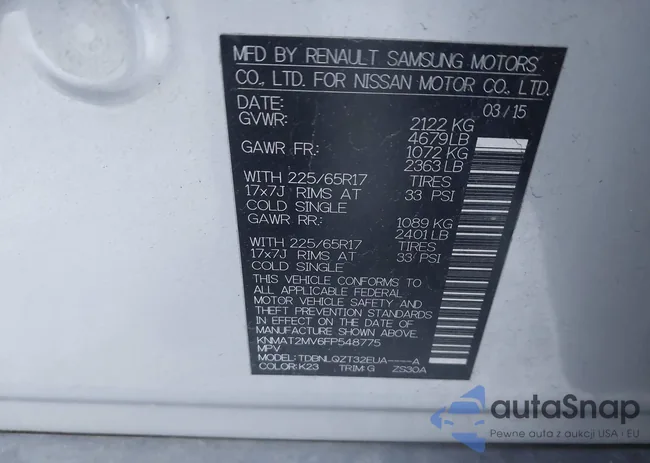 MFD BY RENAULT SAMSUNG MOTORS
CO., LTD. FOR NISSAN MOTOR CO., LTD.
DATE: 03/15
GVWR: 2122 KG
4679 LB
GAWR FR: 1072 KG
2363 LB
WITH 225/65R17 TIRES
17x7J RIMS AT 33 PSI
COLD SINGLE
GAWR RR: 1089 KG
2401 LB
WITH 225/65R17 TIRES
17x7J RIMS AT 33 PSI
COLD SINGLE
THIS VEHICLE CONFORMS TO
ALL APPLICABLE FEDERAL
MOTOR VEHICLE SAFETY AND
THEFT PREVENTION STANDARDS
IN EFFECT ON THE DATE OF
MANUFACTURE SHOWN ABOVE.
KNMAT2MV6FP548775
MPV
MODEL: TDBNLQZT32EUA----A
COLOR:K23 TRIM:G ZS30A
autaSnap
Pewne auta z aukcji USA i EU